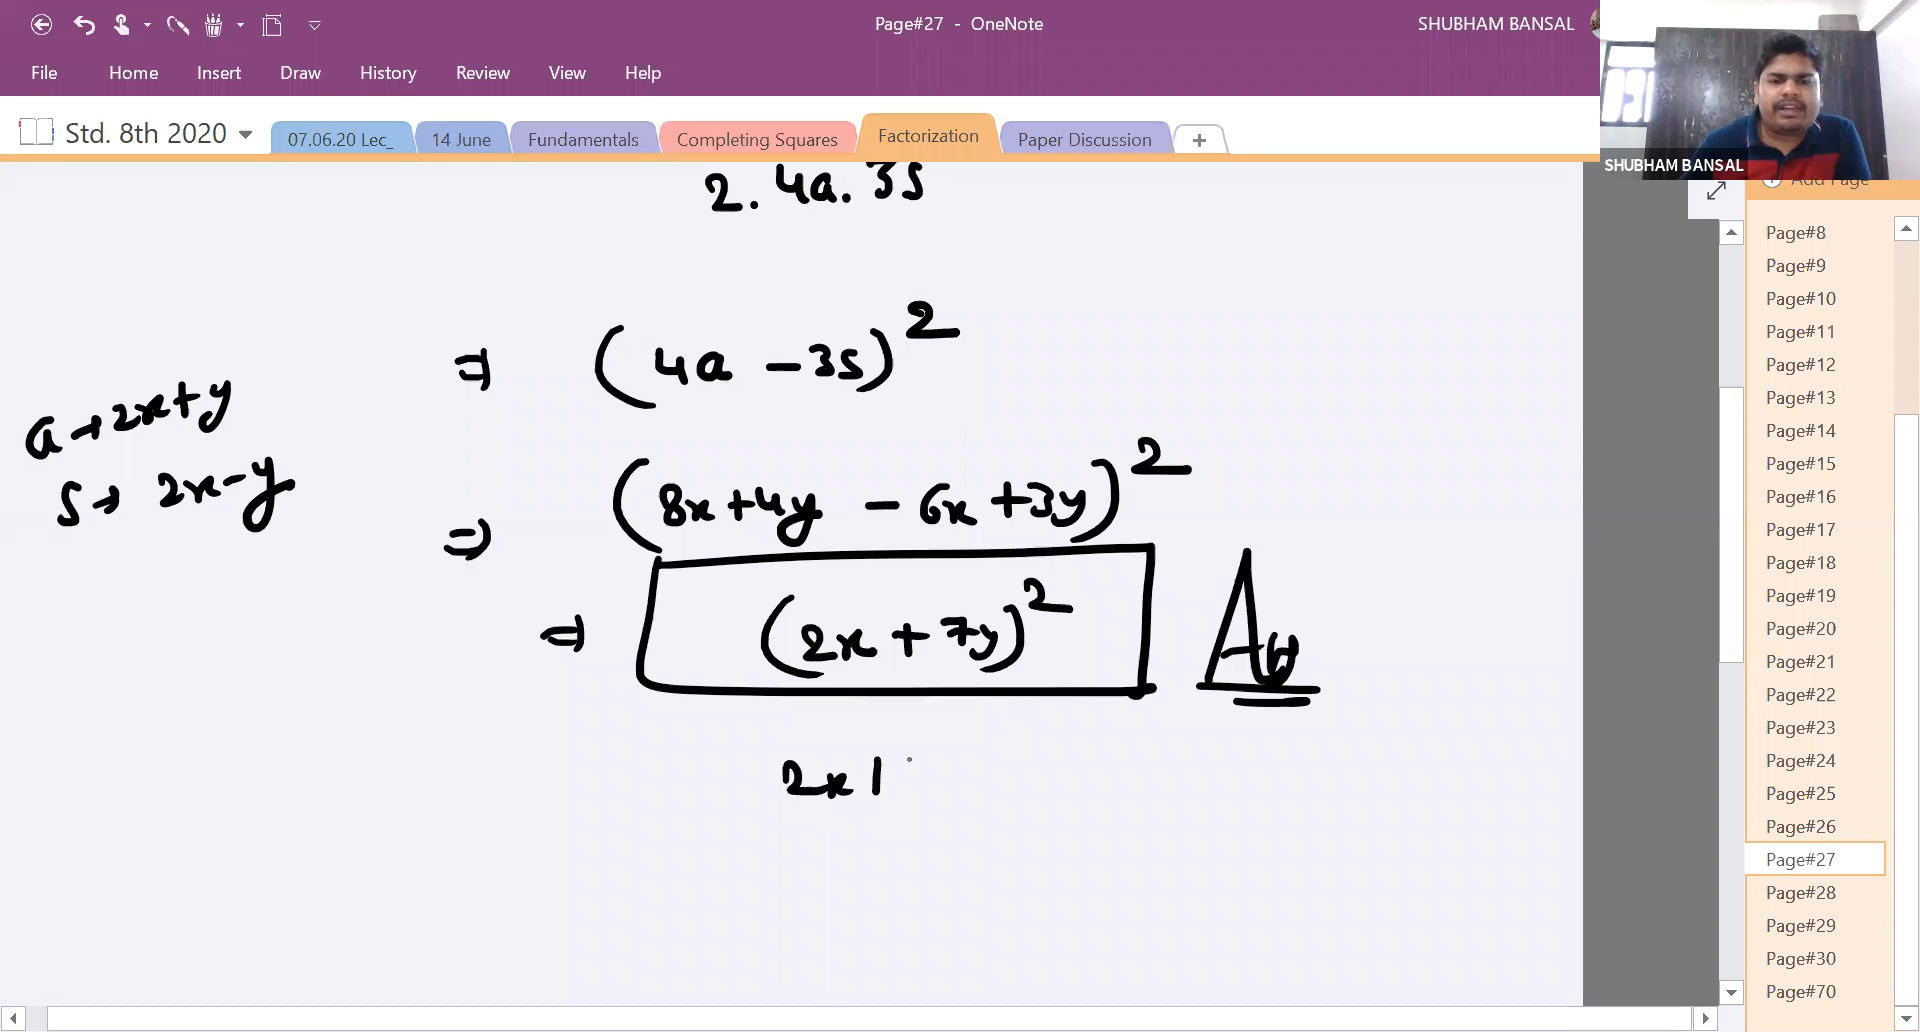 Page#27 - OneNote
SHUBHAM BANSAL
File Home Insert Draw History Review View Help
Std. 8th 2020
07.06.20 Lec_
14 June
Fundamentals
Completing Squares
Factorization
Paper Discussion
+
SHUBHAM BANSAL
Add Page
2. 4a. 3s
⇒ (4a - 3s)²
a → 2x+y
s → 2x-y
⇒ (8x+4y - 6x+3y)²
⇒ (2x+7y)²
2x1
Page#8
Page#9
Page#10
Page#11
Page#12
Page#13
Page#14
Page#15
Page#16
Page#17
Page#18
Page#19
Page#20
Page#21
Page#22
Page#23
Page#24
Page#25
Page#26
Page#27
Page#28
Page#29
Page#30
Page#70